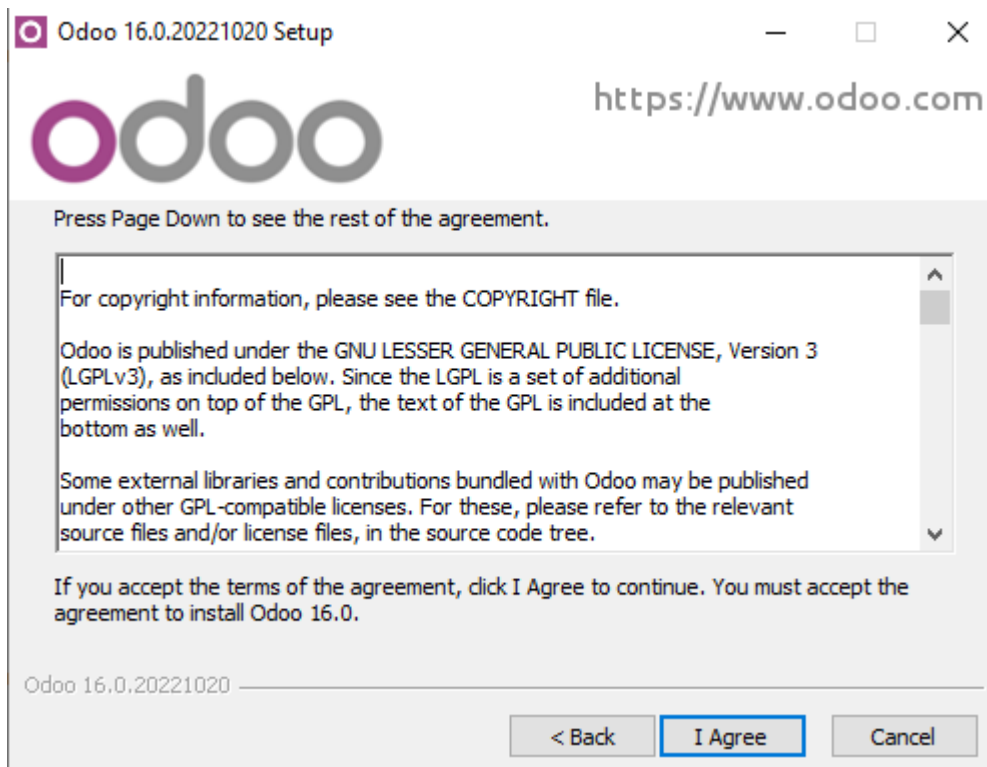 Odoo 16.0.20221020 Setup
odoo
https://www.odoo.com
Press Page Down to see the rest of the agreement.
For copyright information, please see the COPYRIGHT file.
Odoo is published under the GNU LESSER GENERAL PUBLIC LICENSE, Version 3
(LGPLv3), as included below. Since the LGPL is a set of additional
permissions on top of the GPL, the text of the GPL is included at the
bottom as well.
Some external libraries and contributions bundled with Odoo may be published
under other GPL-compatible licenses. For these, please refer to the relevant
source files and/or license files, in the source code tree.
If you accept the terms of the agreement, click I Agree to continue. You must accept the
agreement to install Odoo 16.0.
Odoo 16.0.20221020
< Back
I Agree
Cancel